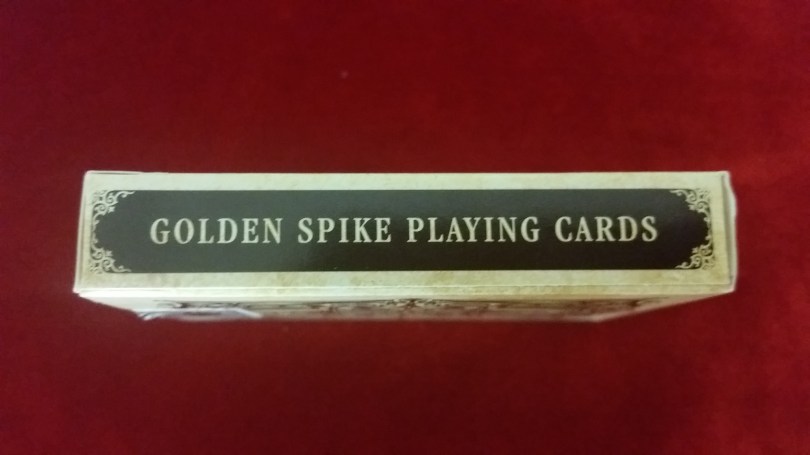 GOLDEN SPIKE PLAYING CARDS